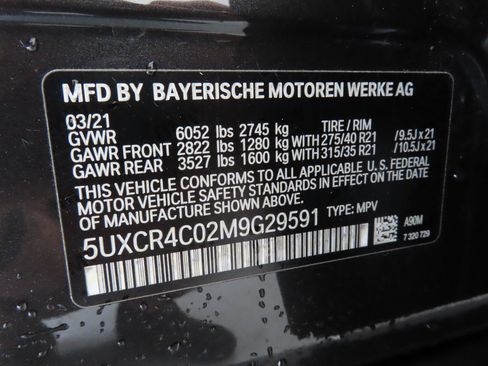 MFD BY BAYERISCHE MOTOREN WERKE AG
03/21 TIRE / RIM
GVWR 6052 lbs 2745 kg
GAWR FRONT 2822 lbs 1280 kg WITH 275/40 R21 / 9.5J x 21
GAWR REAR 3527 lbs 1600 kg WITH 315/35 R21 / 10.5J x 21
THIS VEHICLE CONFORMS TO ALL APPLICABLE U. S. FEDERAL
MOTOR VEHICLE SAFETY STANDARDS IN EFFECT ON THE DATE
OF MANUFACTURE SHOWN ABOVE.
5UXCR4C02M9G29591 TYPE: MPV
A90M
7 320 729